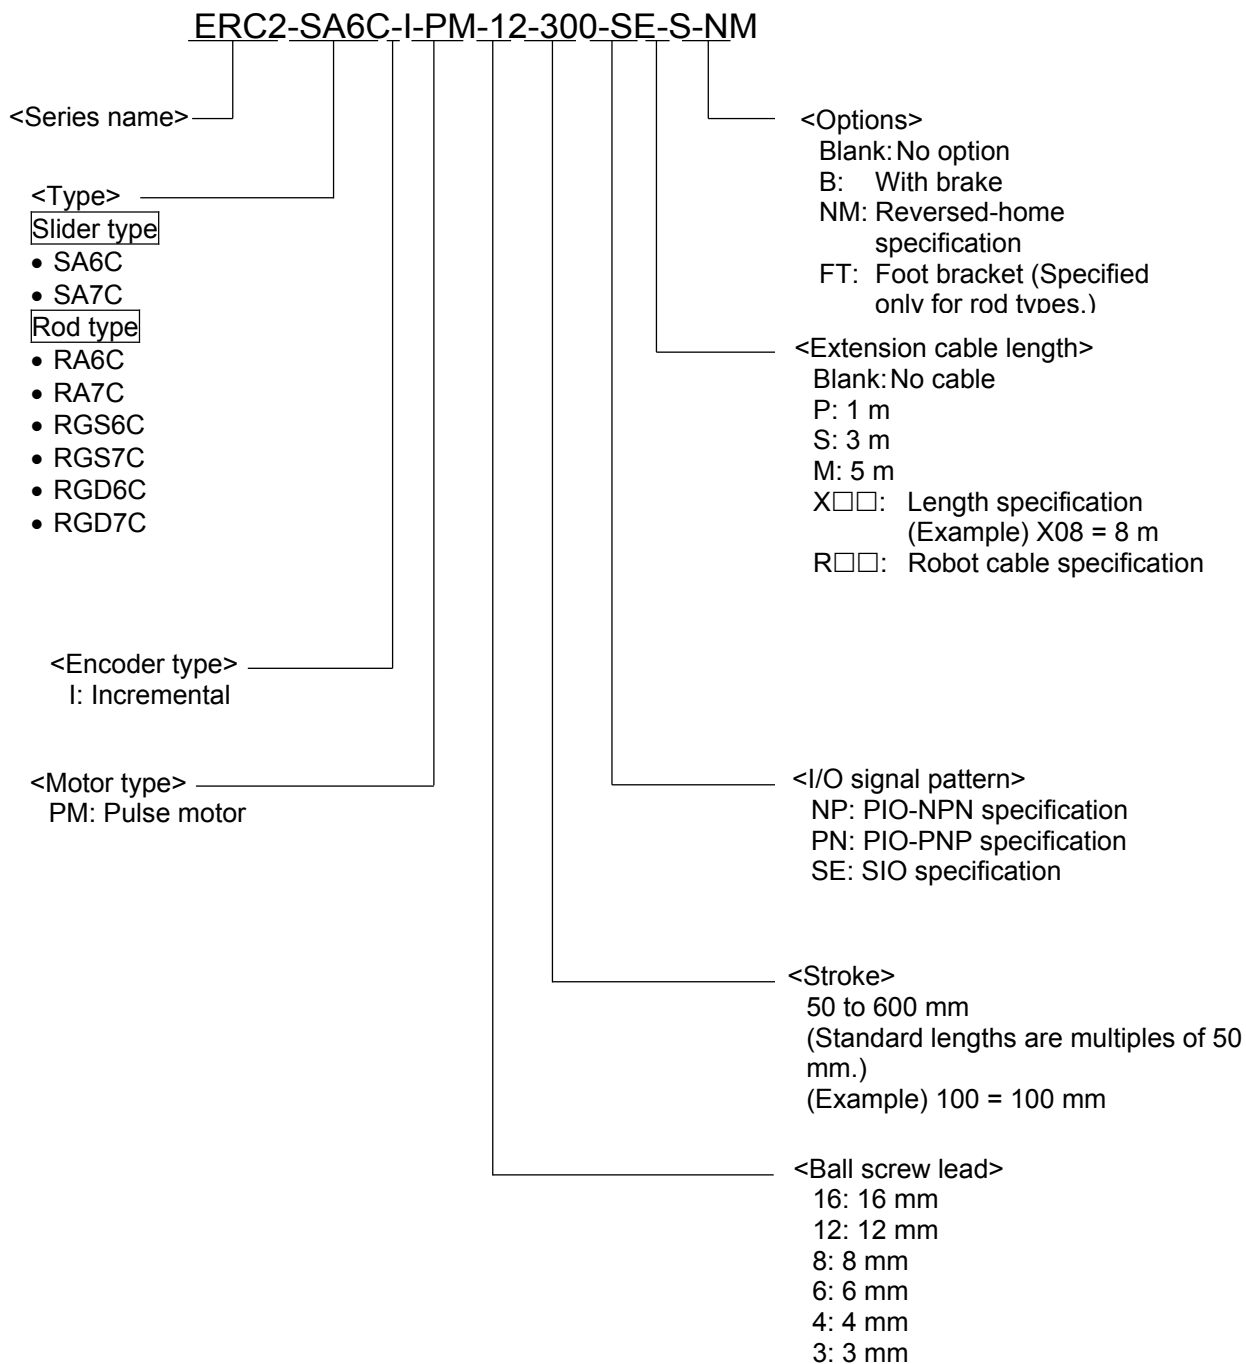 ERC2-SA6C-I-PM-12-300-SE-S-NM
<Series name>
<Type>
Slider type
• SA6C
• SA7C
Rod type
• RA6C
• RA7C
• RGS6C
• RGS7C
• RGD6C
• RGD7C
<Encoder type>
I: Incremental
<Motor type>
PM: Pulse motor
<Options>
Blank: No option
B: With brake
NM: Reversed-home
specification
FT: Foot bracket (Specified
only for rod types.)
<Extension cable length>
Blank: No cable
P: 1 m
S: 3 m
M: 5 m
X□□: Length specification
(Example) X08 = 8 m
R□□: Robot cable specification
<I/O signal pattern>
NP: PIO-NPN specification
PN: PIO-PNP specification
SE: SIO specification
<Stroke>
50 to 600 mm
(Standard lengths are multiples of 50
mm.)
(Example) 100 = 100 mm
<Ball screw lead>
16: 16 mm
12: 12 mm
8: 8 mm
6: 6 mm
4: 4 mm
3: 3 mm